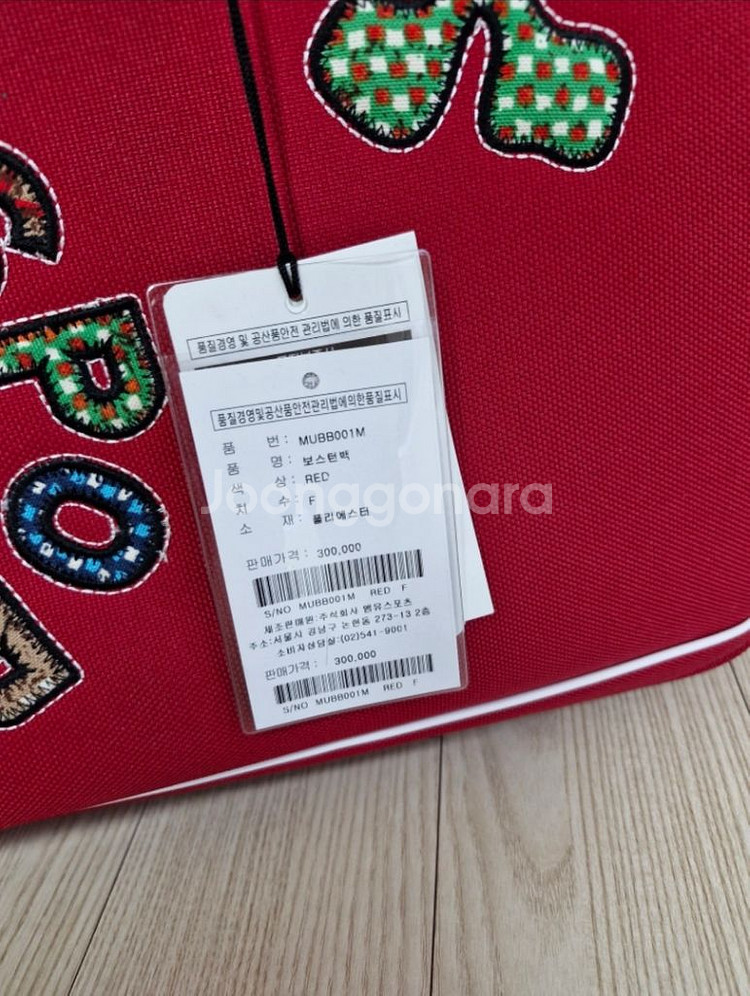 품질경영 및 공산품안전 관리법에 의한 품질표시
품질경영및공산품안전관리법에의한품질표시
품 번 : MUBB001M
품 명 : 보스턴백
색 상 : RED
치 수 : F
소 재 : 폴리에스터
판매가격 : 300,000
S/NO MUBB001M RED F
제조판매원:주식회사 범유스포츠
주소:서울시 강남구 논현동 273-13 2층
소비자상담실:(02)541-9001
판매가격 : 300,000
S/NO MUBB001M RED F
Joonggonara
P
O